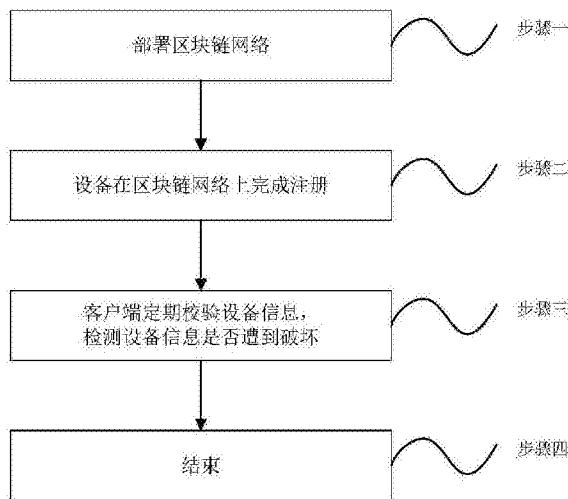 部署区块链网络
步骤一
设备在区块链网络上完成注册
步骤二
客户端定期校验设备信息，
检测设备信息是否遭到破坏
步骤三
结束
步骤四